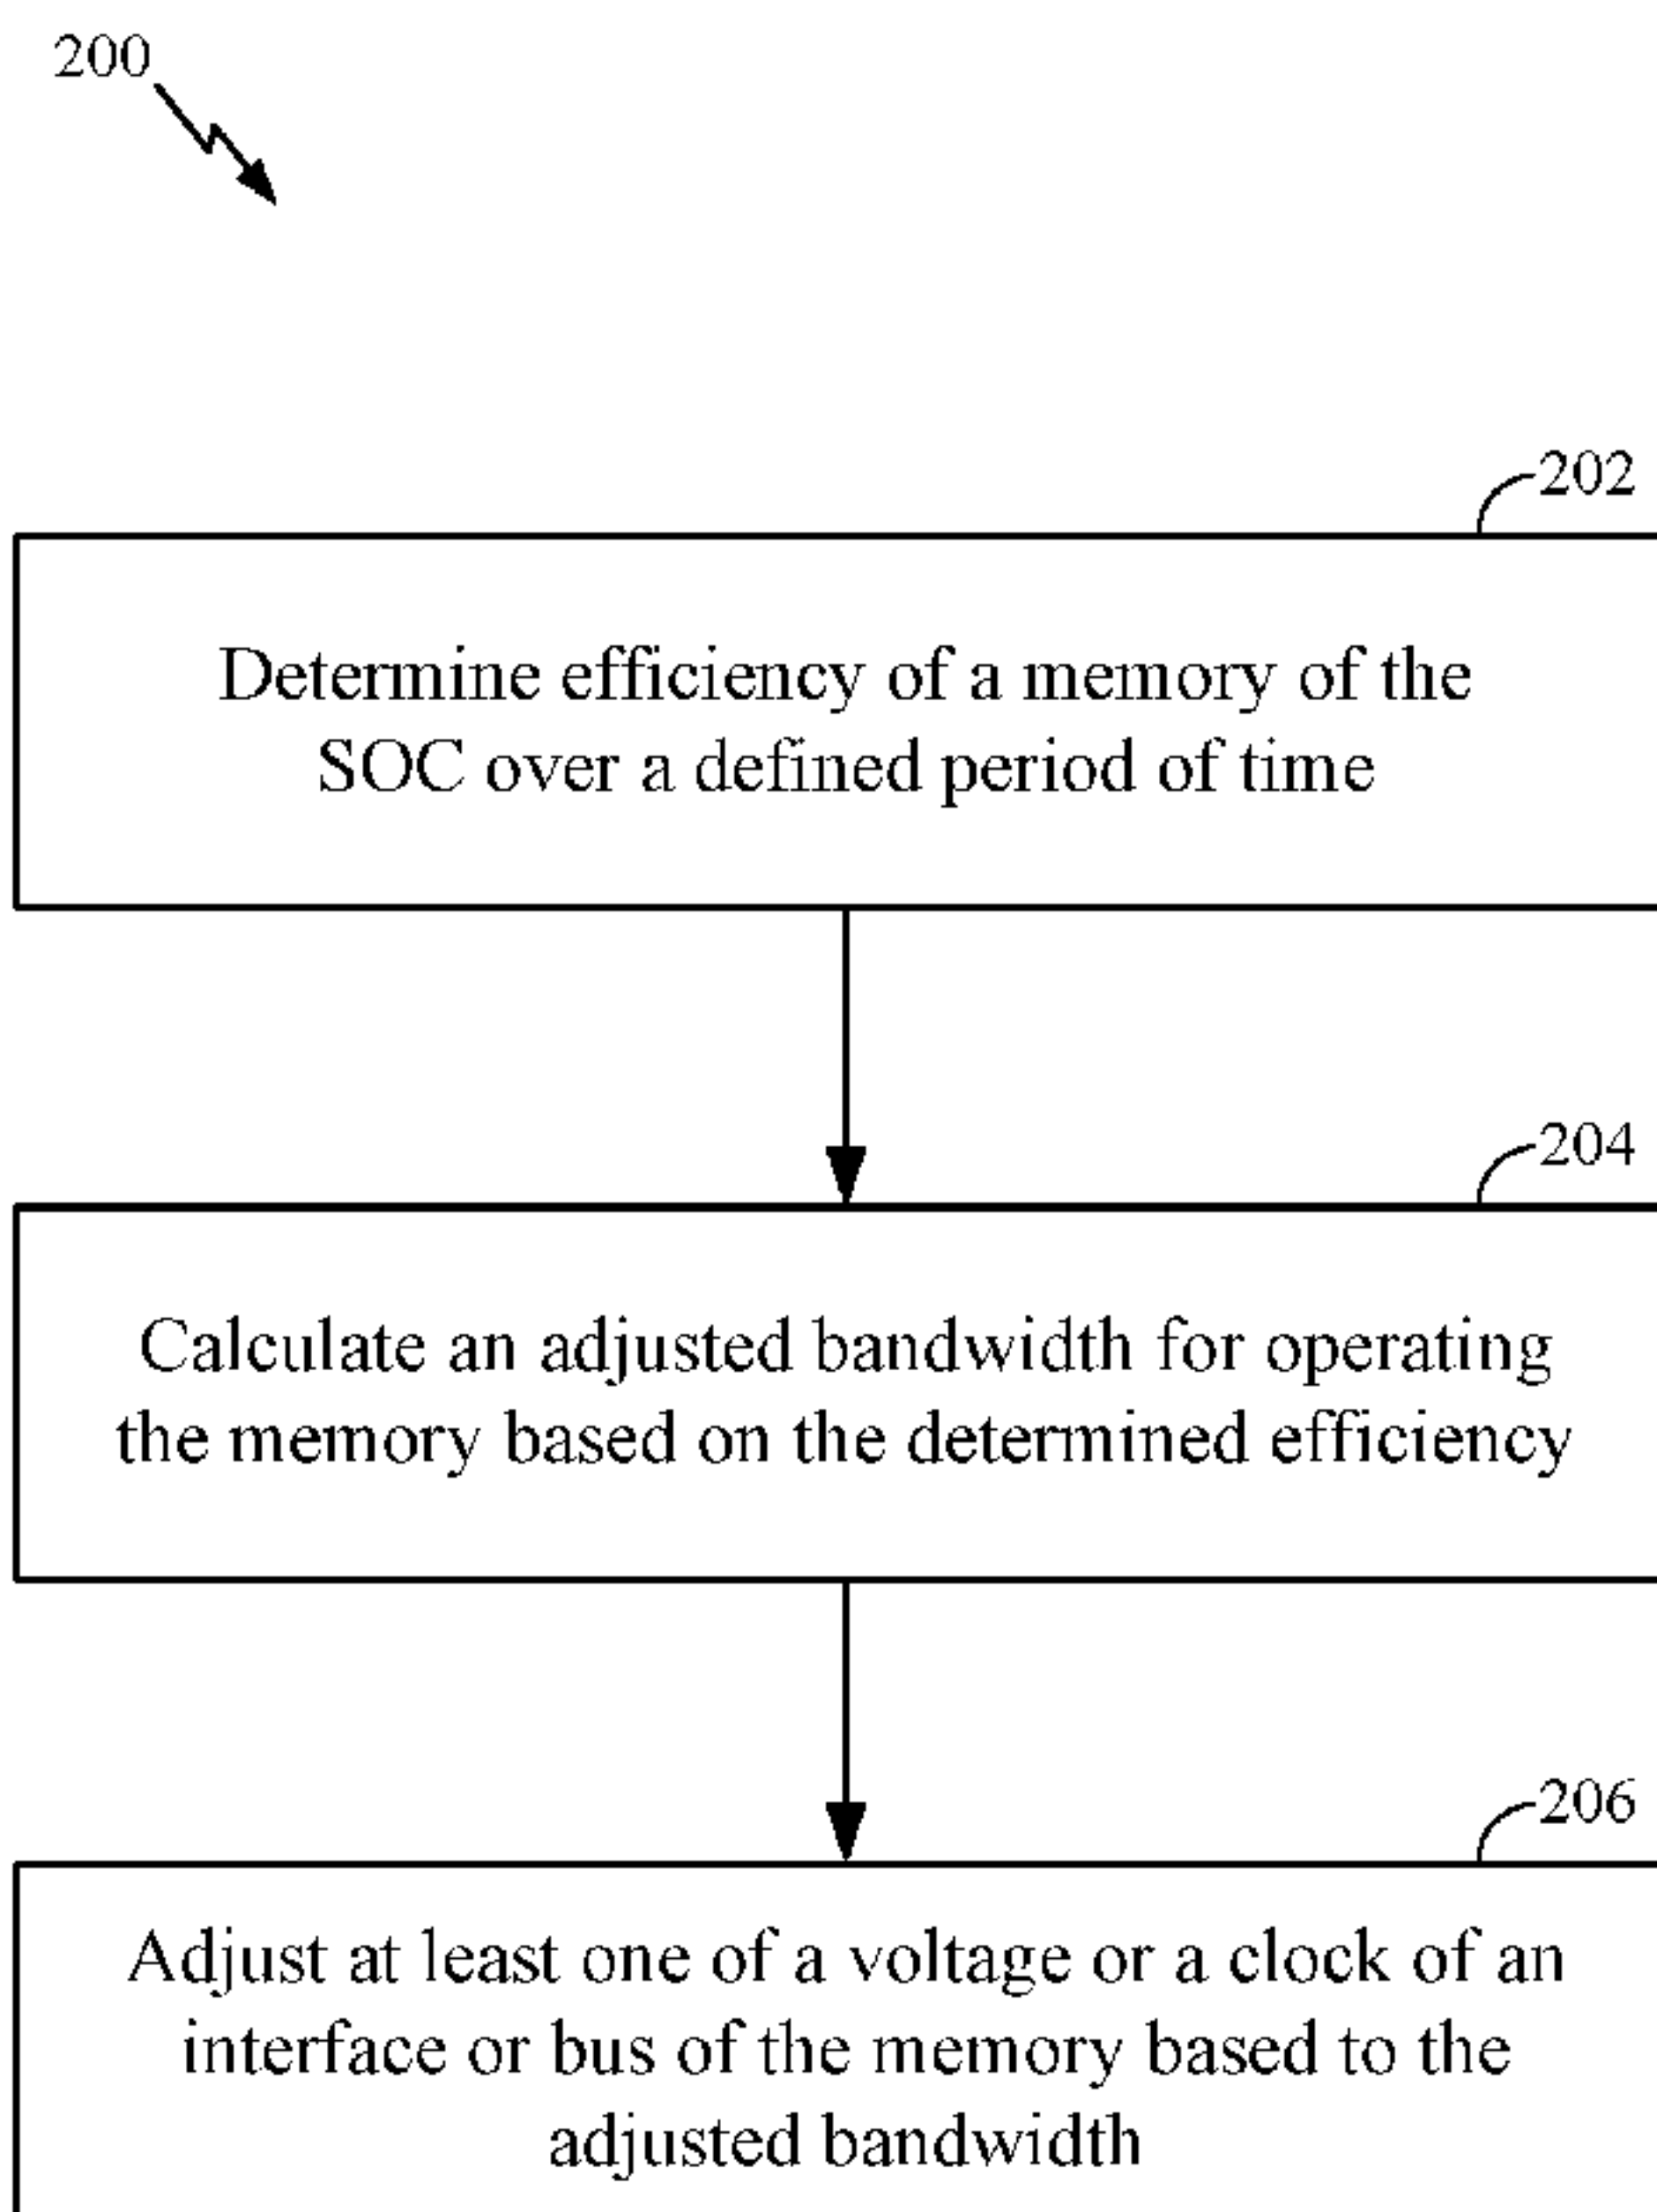 200
202
Determine efficiency of a memory of the
SOC over a defined period of time
204
Calculate an adjusted bandwidth for operating
the memory based on the determined efficiency
206
Adjust at least one of a voltage or a clock of an
interface or bus of the memory based to the
adjusted bandwidth